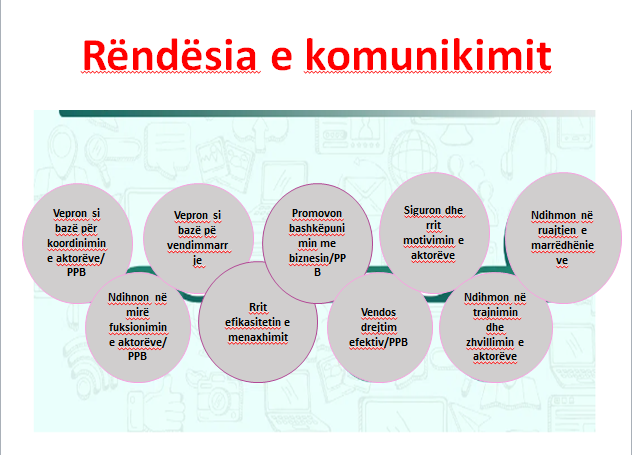 Rëndësia e komunikimit
Vepron si
bazë për
koordinimin
e aktorëve/
PPB
Ndihnon në
mirë
fuksionimin
e aktorëve/
PPB
Vepron si
bazë pë
vendimmarr
je
Rrit
efikasitetin e
menaxhimit
Promovon
bashkëpuni
min me
biznesin/PP
B
Vendos
drejtim
efektiv/PPB
Siguron dhe
rrit
motivimin e
aktorëve
Ndihmon në
trajnimin
dhe
zhvillimin e
aktorëve
Ndihmon në
ruajtjen e
marrëdhënie
ve